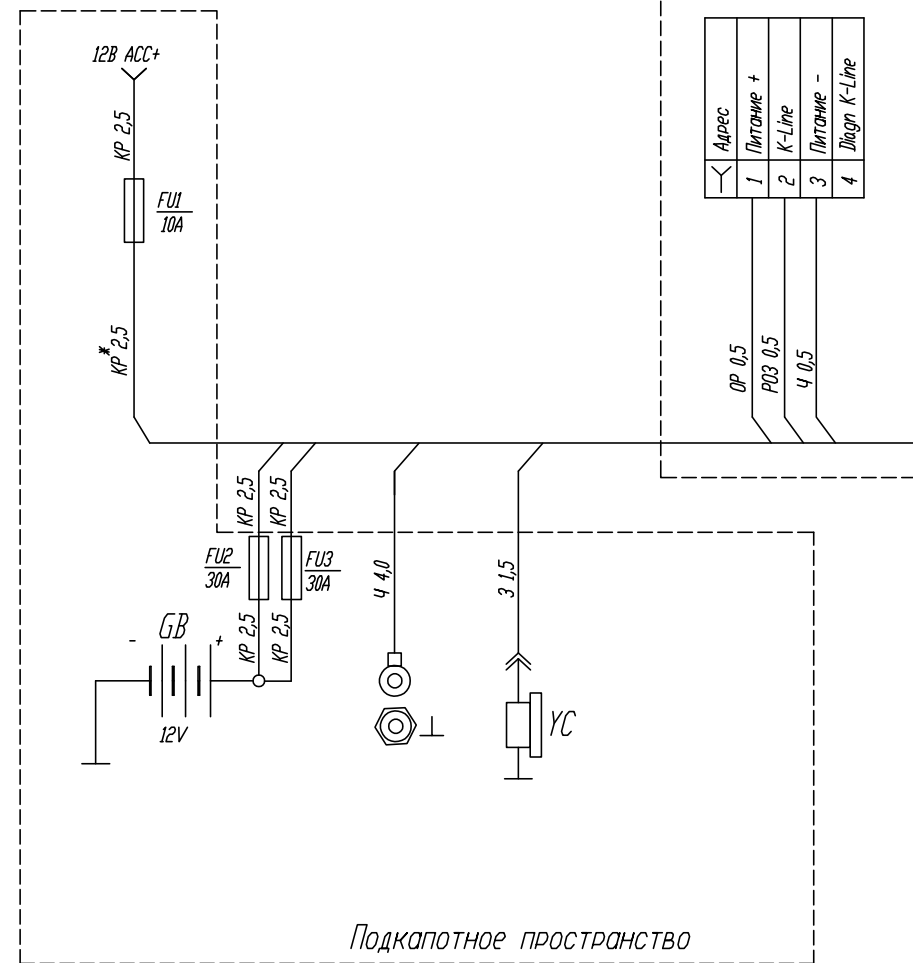 12В АСС+
КР 2,5
FU1
10А
КР* 2,5
Адрес
1 Питание +
2 K-Line
3 Питание -
4 Diagn K-Line
ОР 0,5
РОЗ 0,5
Ч 0,5
КР 2,5
КР 2,5
FU2
30А
FU3
30А
КР 2,5
КР 2,5
Ч 4,0
З 1,5
- GB +
12V
YC
Подкапотное пространство